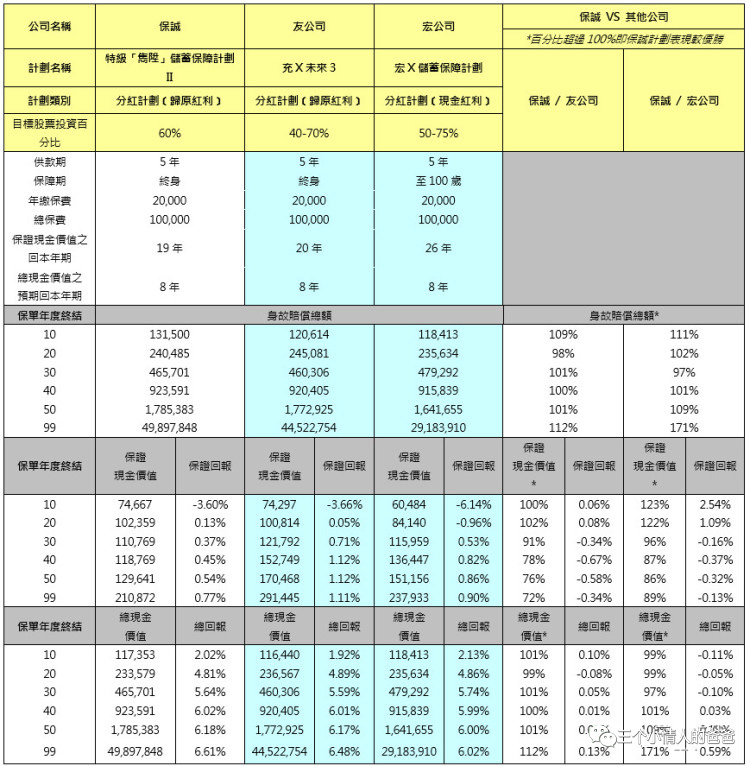 公司名稱 保誠 友公司 宏公司 保誠 VS 其他公司
*百分比超過 100%即保誠計劃表現較優勝
計劃名稱 特級「雋陞」儲蓄保障計劃 II 充 X 未來 3 宏 X 儲蓄保障計劃 保誠 / 友公司 保誠 / 宏公司
計劃類別 分紅計劃（歸原紅利） 分紅計劃（歸原紅利） 分紅計劃（現金紅利）
目標股票投資百分比 60% 40-70% 50-75%
供款期 5 年 5 年 5 年
保障期 終身 終身 至 100 歲
年繳保費 20,000 20,000 20,000
總保費 100,000 100,000 100,000
保證現金價值之回本年期 19 年 20 年 26 年
總現金價值之預期回本年期 8 年 8 年 8 年
保單年度終結 身故賠償總額 身故賠償總額*
10 131,500 120,614 118,413 109% 111%
20 240,485 245,081 235,634 98% 102%
30 465,701 460,306 479,292 101% 97%
40 923,591 920,405 915,839 100% 101%
50 1,785,383 1,772,925 1,641,655 101% 109%
99 49,897,848 44,522,754 29,183,910 112% 171%
保單年度終結 保證現金價值 保證回報 保證現金價值 保證回報 保證現金價值 保證回報 保證現金價值* 保證回報 保證現金價值* 保證回報
10 74,667 -3.60% 74,297 -3.66% 60,484 -6.14% 100% 0.06% 123% 2.54%
20 102,359 0.13% 100,814 0.05% 84,140 -0.96% 102% 0.08% 122% 1.09%
30 110,769 0.37% 121,792 0.71% 115,959 0.53% 91% -0.34% 96% -0.16%
40 118,769 0.45% 152,749 1.12% 136,447 0.82% 78% -0.67% 87% -0.37%
50 129,641 0.54% 170,468 1.12% 151,156 0.86% 76% -0.58% 86% -0.32%
99 210,872 0.77% 291,445 1.11% 237,933 0.90% 72% -0.34% 89% -0.13%
保單年度終結 總現金價值 總回報 總現金價值 總回報 總現金價值 總回報 總現金價值* 總回報 總現金價值* 總回報
10 117,353 2.02% 116,440 1.92% 118,413 2.13% 101% 0.10% 99% -0.11%
20 233,579 4.81% 236,567 4.89% 235,634 4.86% 99% -0.08% 99% -0.05%
30 465,701 5.64% 460,306 5.59% 479,292 5.74% 101% 0.05% 97% -0.10%
40 923,591 6.02% 920,405 6.01% 915,839 5.99% 100% 0.01% 101% 0.03%
50 1,785,383 6.18% 1,772,925 6.17% 1,641,655 6.00% 101% 109%
三个小情人的爸爸
99 49,897,848 6.61% 44,522,754 6.48% 29,183,910 6.02% 112% 0.13% 171% 0.59%